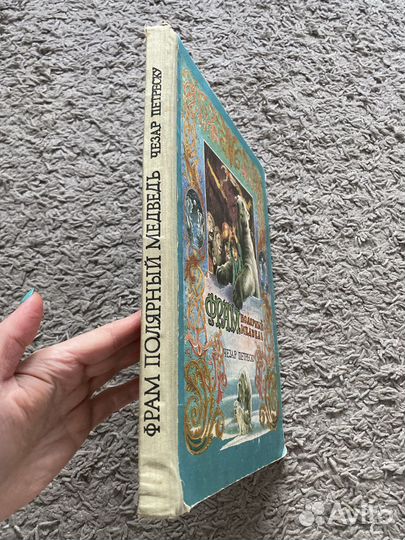 ФРАМ ПОЛЯРНЫЙ МЕДВЕДЬ ЧЕЗАР ПЕТРЕСКУ
ФРАМ
ПОЛЯРНЫЙ
МЕДВЕДЬ
ЧЕЗАР ПЕТРЕСКУ
Avito